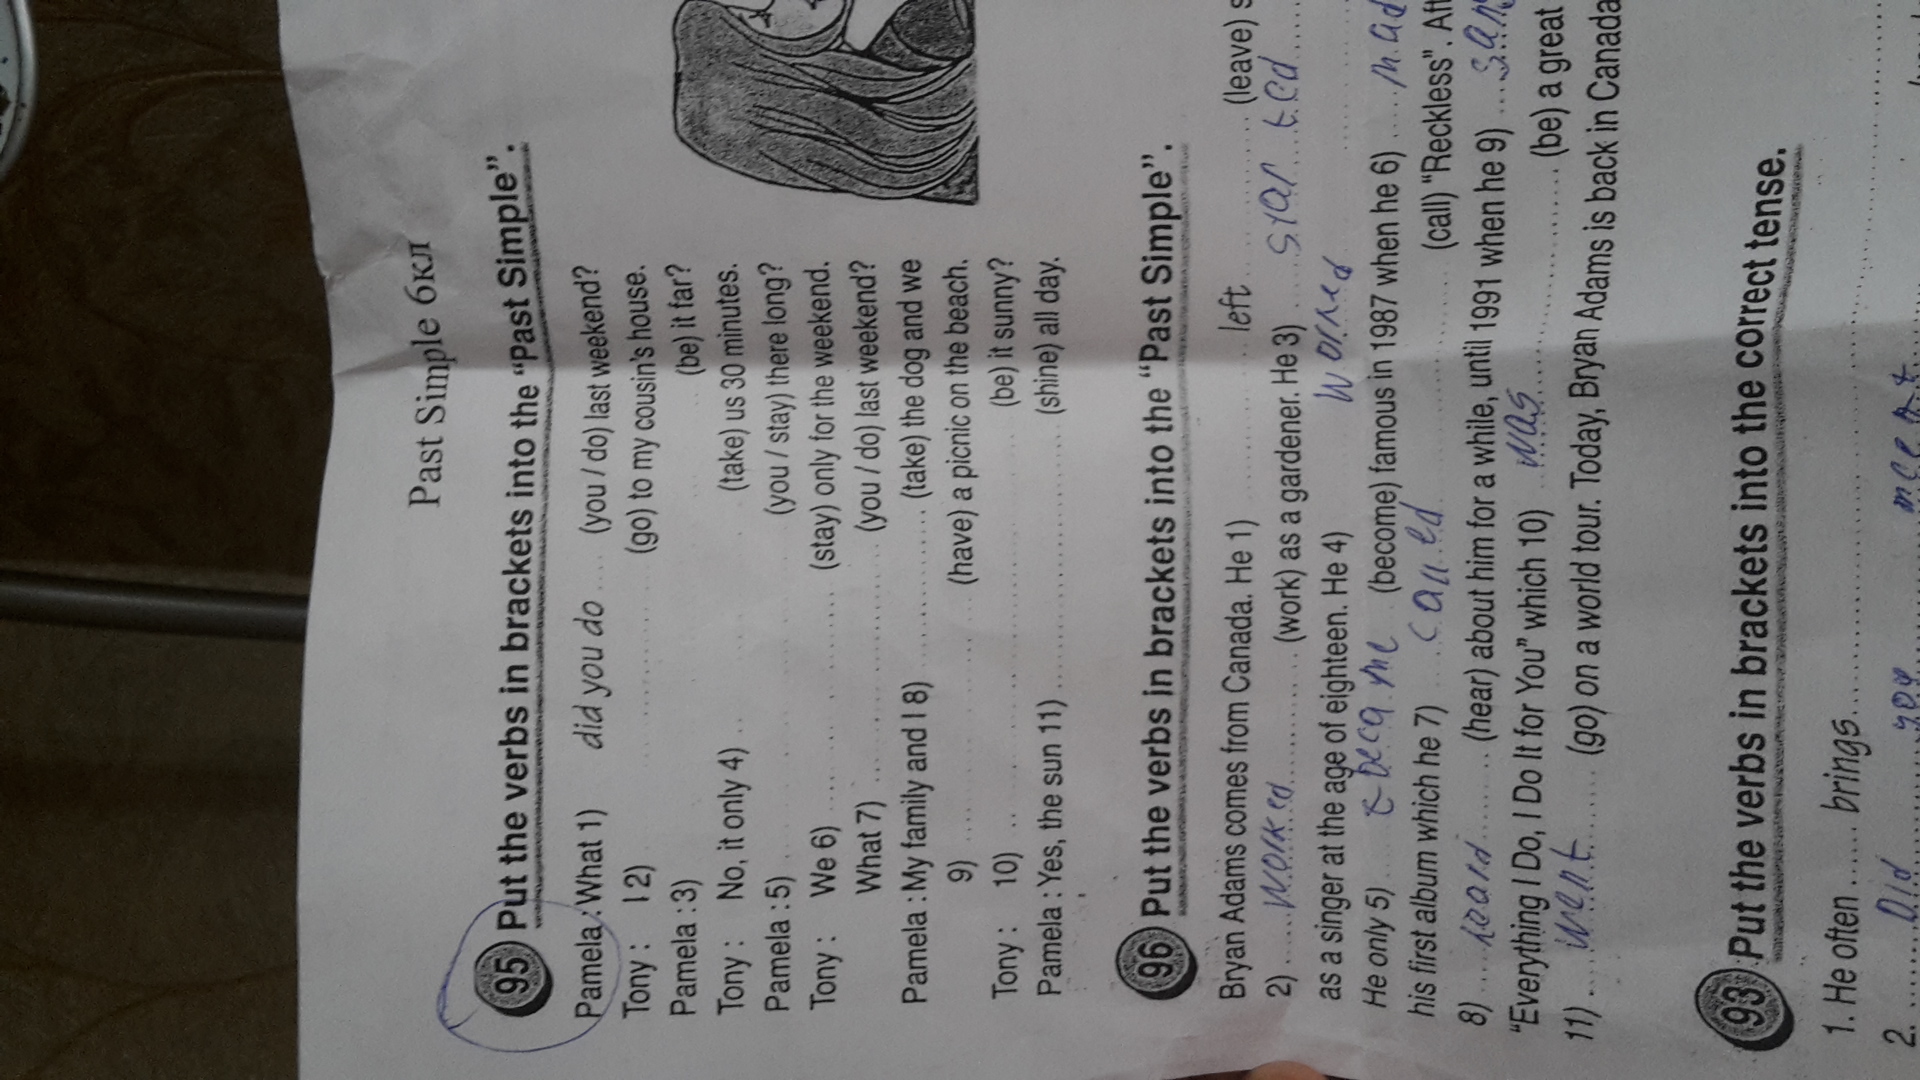 Past Simple 6кл
95 Put the verbs in brackets into the "Past Simple".
Pamela : What 1) did you do .... (you / do) last weekend?
Tony : I 2) .................... (go) to my cousin's house.
Pamela : 3) .................... (be) it far?
Tony : No, it only 4) .................... (take) us 30 minutes.
Pamela : 5) .................... (you / stay) there long?
Tony : We 6) .................... (stay) only for the weekend.
What 7) .................... (you / do) last weekend?
Pamela : My family and I 8) .................... (take) the dog and we
9) .................... (have) a picnic on the beach.
Tony : 10) .................... (be) it sunny?
Pamela : Yes, the sun 11) .................... (shine) all day.
96 Put the verbs in brackets into the "Past Simple".
Bryan Adams comes from Canada. He 1) left (leave) s
2) worked (work) as a gardener. He 3) started
as a singer at the age of eighteen. He 4)
He only 5) became (become) famous in 1987 when he 6) mad
his first album which he 7) called (call) "Reckless".
8) heard (hear) about him for a while, until 1991 when he 9) san
"Everything I Do, I Do It for You" which 10) was (be) a great
11) went (go) on a world tour. Today, Bryan Adams is back in Canada
93 Put the verbs in brackets into the correct tense.
1. He often .... brings ....................
2. ..... Did you meet